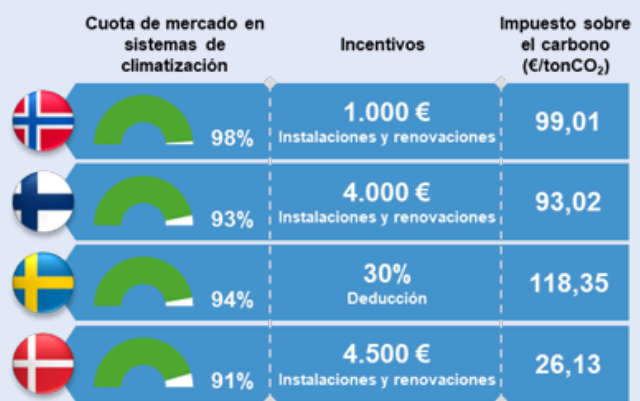 Cuota de mercado en
sistemas de
climatización
Incentivos
Impuesto sobre
el carbono
(€/tonCO₂)
98%
1.000 €
Instalaciones y renovaciones
99,01
93%
4.000 €
Instalaciones y renovaciones
93,02
94%
30%
Deducción
118,35
91%
4.500 €
Instalaciones y renovaciones
26,13